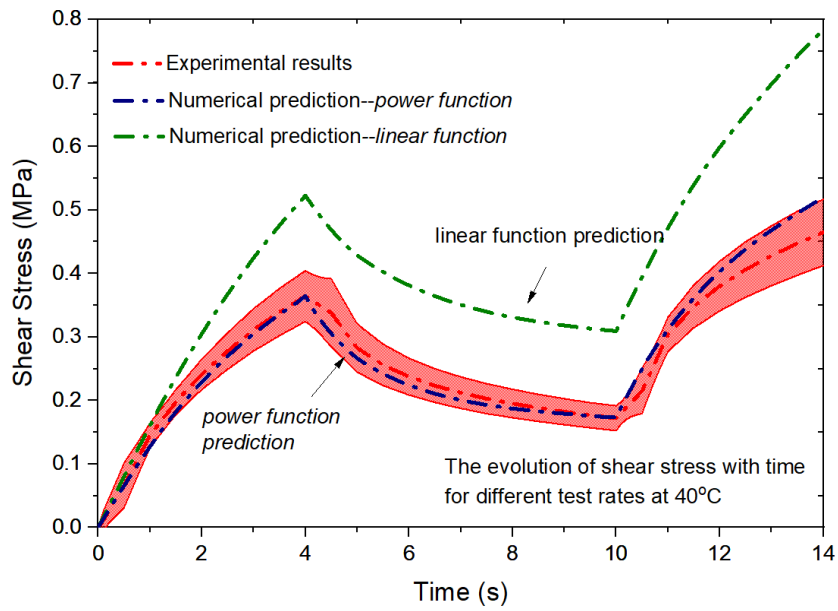 0.8
0.7
0.6
0.5
0.4
0.3
0.2
0.1
0.0
Shear Stress (MPa)
Experimental results
Numerical prediction--power function
Numerical prediction--linear function
linear function prediction
power function
prediction
The evolution of shear stress with time
for different test rates at 40°C
0 2 4 6 8 10 12 14
Time (s)